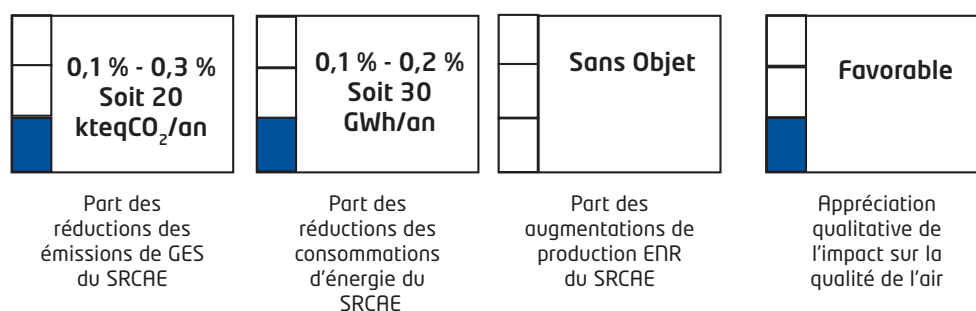 0,1 % - 0,3 %
Soit 20
kteqCO₂/an
Part des
réductions des
émissions de GES
du SRCAE
0,1 % - 0,2 %
Soit 30
GWh/an
Part des
réductions des
consommations
d'énergie du
SRCAE
Sans Objet
Part des
augmentations de
production ENR
du SRCAE
Favorable
Appréciation
qualitative de
l'impact sur la
qualité de l'air